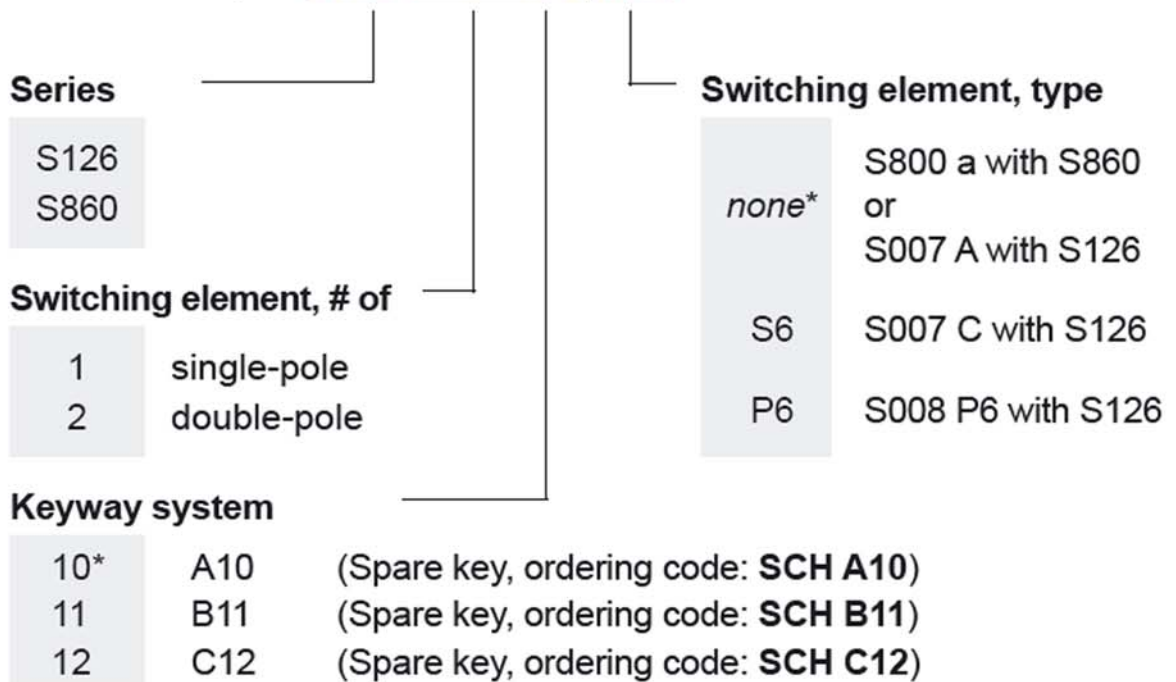 Series
S126
S860
Switching element, # of
1 single-pole
2 double-pole
Keyway system
10* A10 (Spare key, ordering code: SCH A10)
11 B11 (Spare key, ordering code: SCH B11)
12 C12 (Spare key, ordering code: SCH C12)
Switching element, type
S800 a with S860
none* or
S007 A with S126
S6 S007 C with S126
P6 S008 P6 with S126